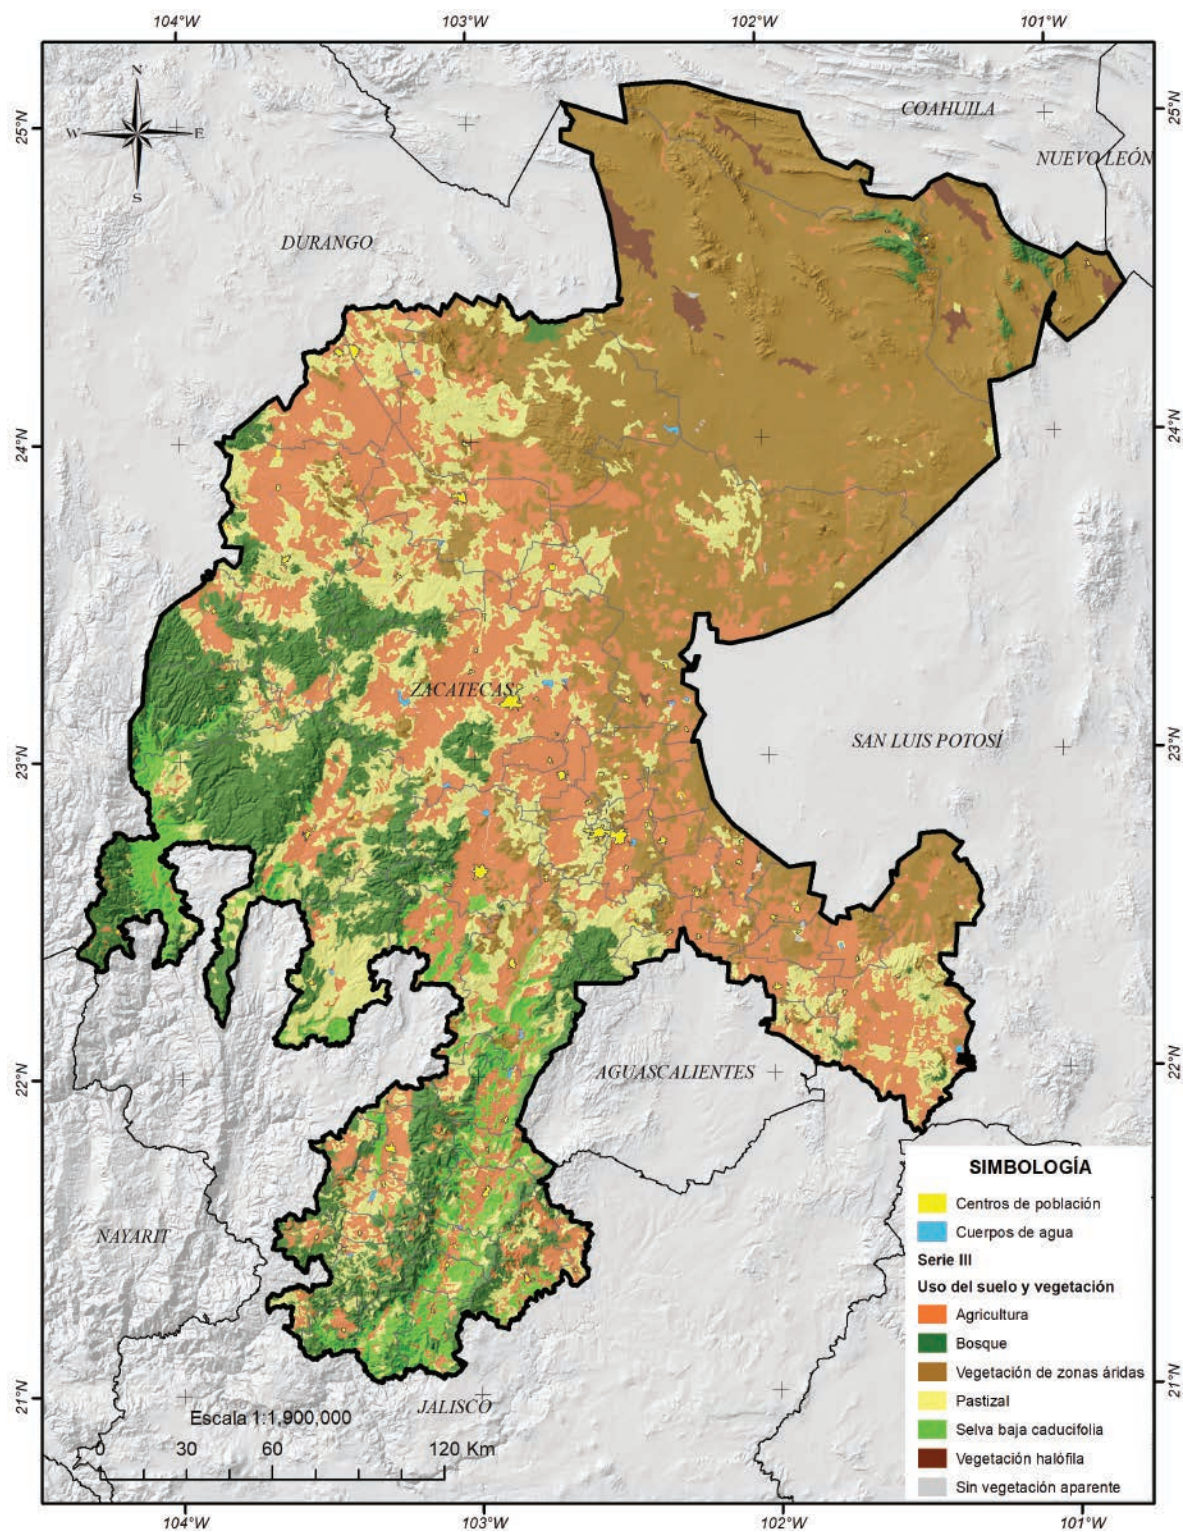 104°W 103°W 102°W 101°W
N
W E
S
25°N 25°N
COAHUILA
NUEVO LEÓN
DURANGO
24°N 24°N
ZACATECAS
SAN LUIS POTOSÍ
23°N 23°N
22°N 22°N
AGUASCALIENTES
NAYARIT
JALISCO
21°N 21°N
SIMBOLOGÍA
Centros de población
Cuerpos de agua
Serie III
Uso del suelo y vegetación
Agricultura
Bosque
Vegetación de zonas áridas
Pastizal
Selva baja caducifolia
Vegetación halófila
Sin vegetación aparente
Escala 1:1,900,000
0 30 60 120 Km
104°W 103°W 102°W 101°W